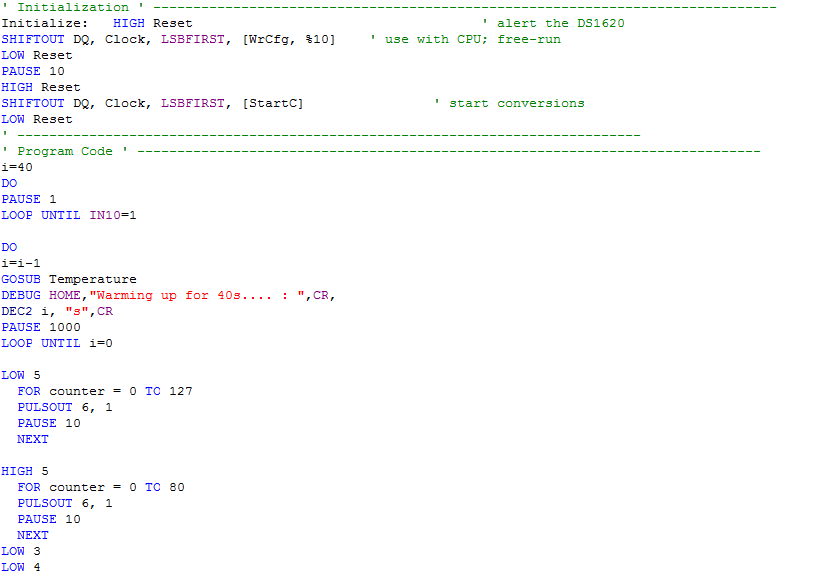 ' Initialization ' ------------------------------------------------------------------------------
Initialize:   HIGH Reset                                    ' alert the DS1620
SHIFTOUT DQ, Clock, LSBFIRST, [WrCfg, %10]    ' use with CPU; free-run
LOW Reset
PAUSE 10
HIGH Reset
SHIFTOUT DQ, Clock, LSBFIRST, [StartC]                ' start conversions
LOW Reset
' ------------------------------------------------------------------------------
' Program Code ' ------------------------------------------------------------------------------
i=40
DO
PAUSE 1
LOOP UNTIL IN10=1

DO
i=i-1
GOSUB Temperature
DEBUG HOME,"Warming up for 40s.... : ",CR,
DEC2 i, "s",CR
PAUSE 1000
LOOP UNTIL i=0

LOW 5
  FOR counter = 0 TO 127
  PULSOUT 6, 1
  PAUSE 10
  NEXT

HIGH 5
  FOR counter = 0 TO 80
  PULSOUT 6, 1
  PAUSE 10
  NEXT
LOW 3
LOW 4